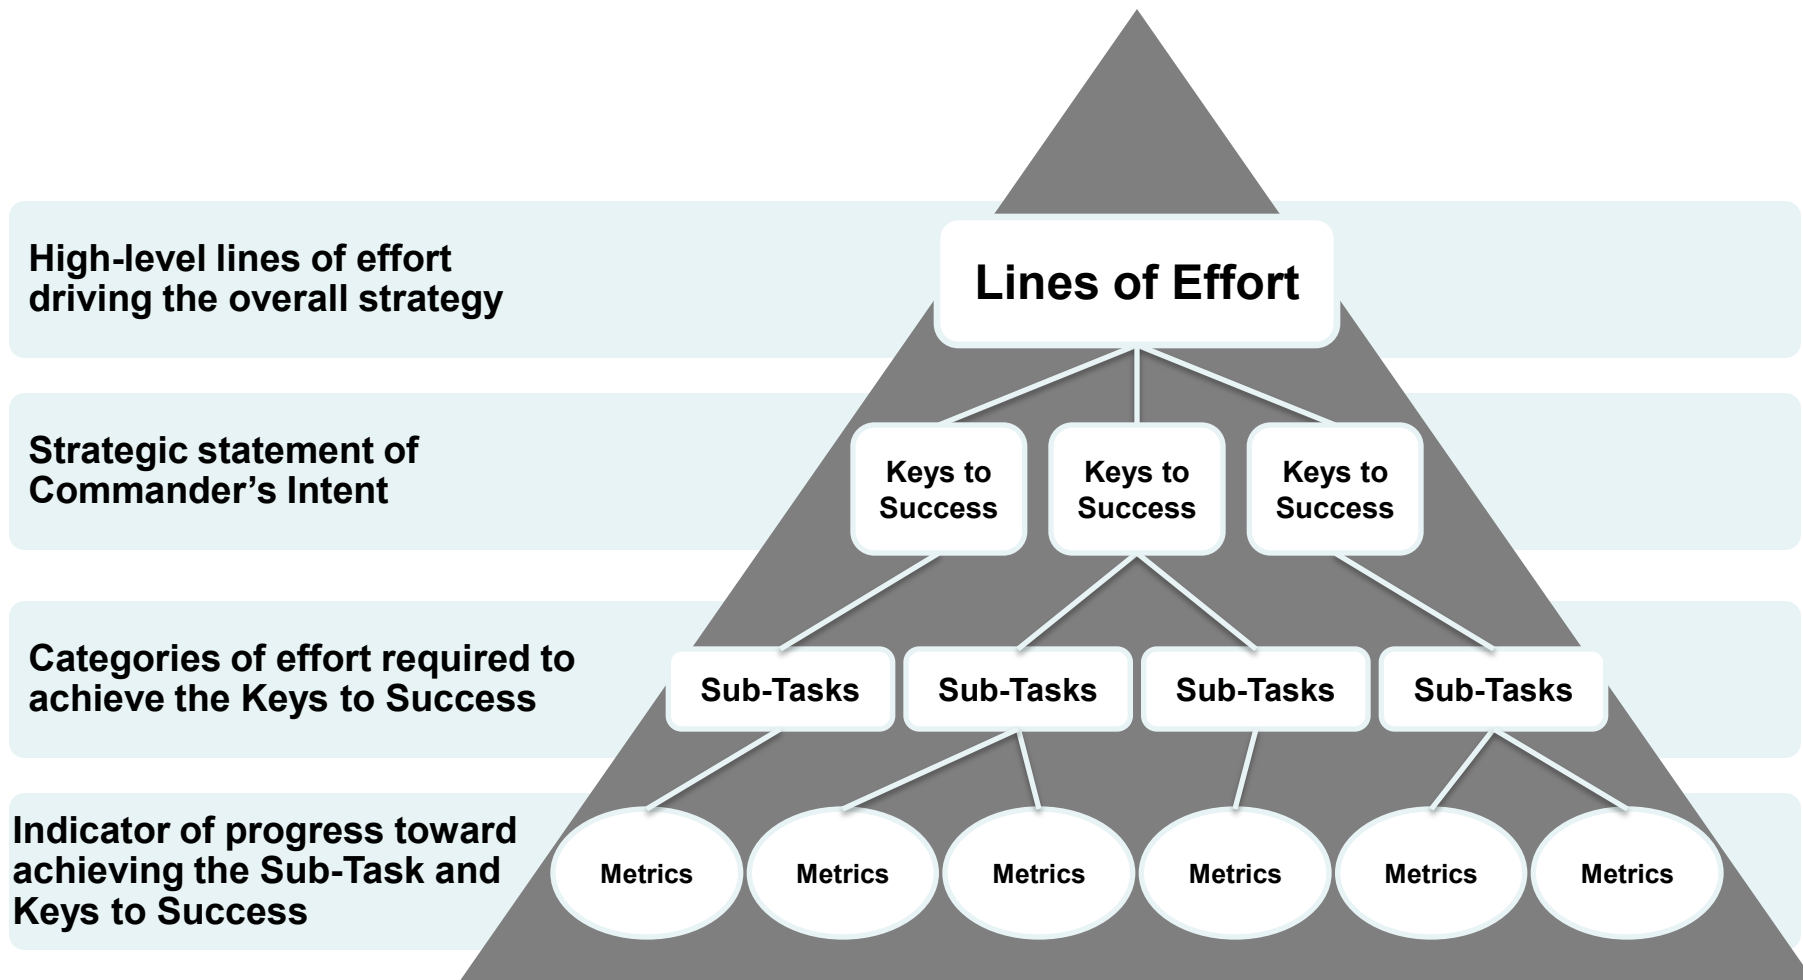 High-level lines of effort
driving the overall strategy
Lines of Effort
Strategic statement of
Commander’s Intent
Keys to
Success
Keys to
Success
Keys to
Success
Categories of effort required to
achieve the Keys to Success
Sub-Tasks
Sub-Tasks
Sub-Tasks
Sub-Tasks
Indicator of progress toward
achieving the Sub-Task and
Keys to Success
Metrics
Metrics
Metrics
Metrics
Metrics
Metrics